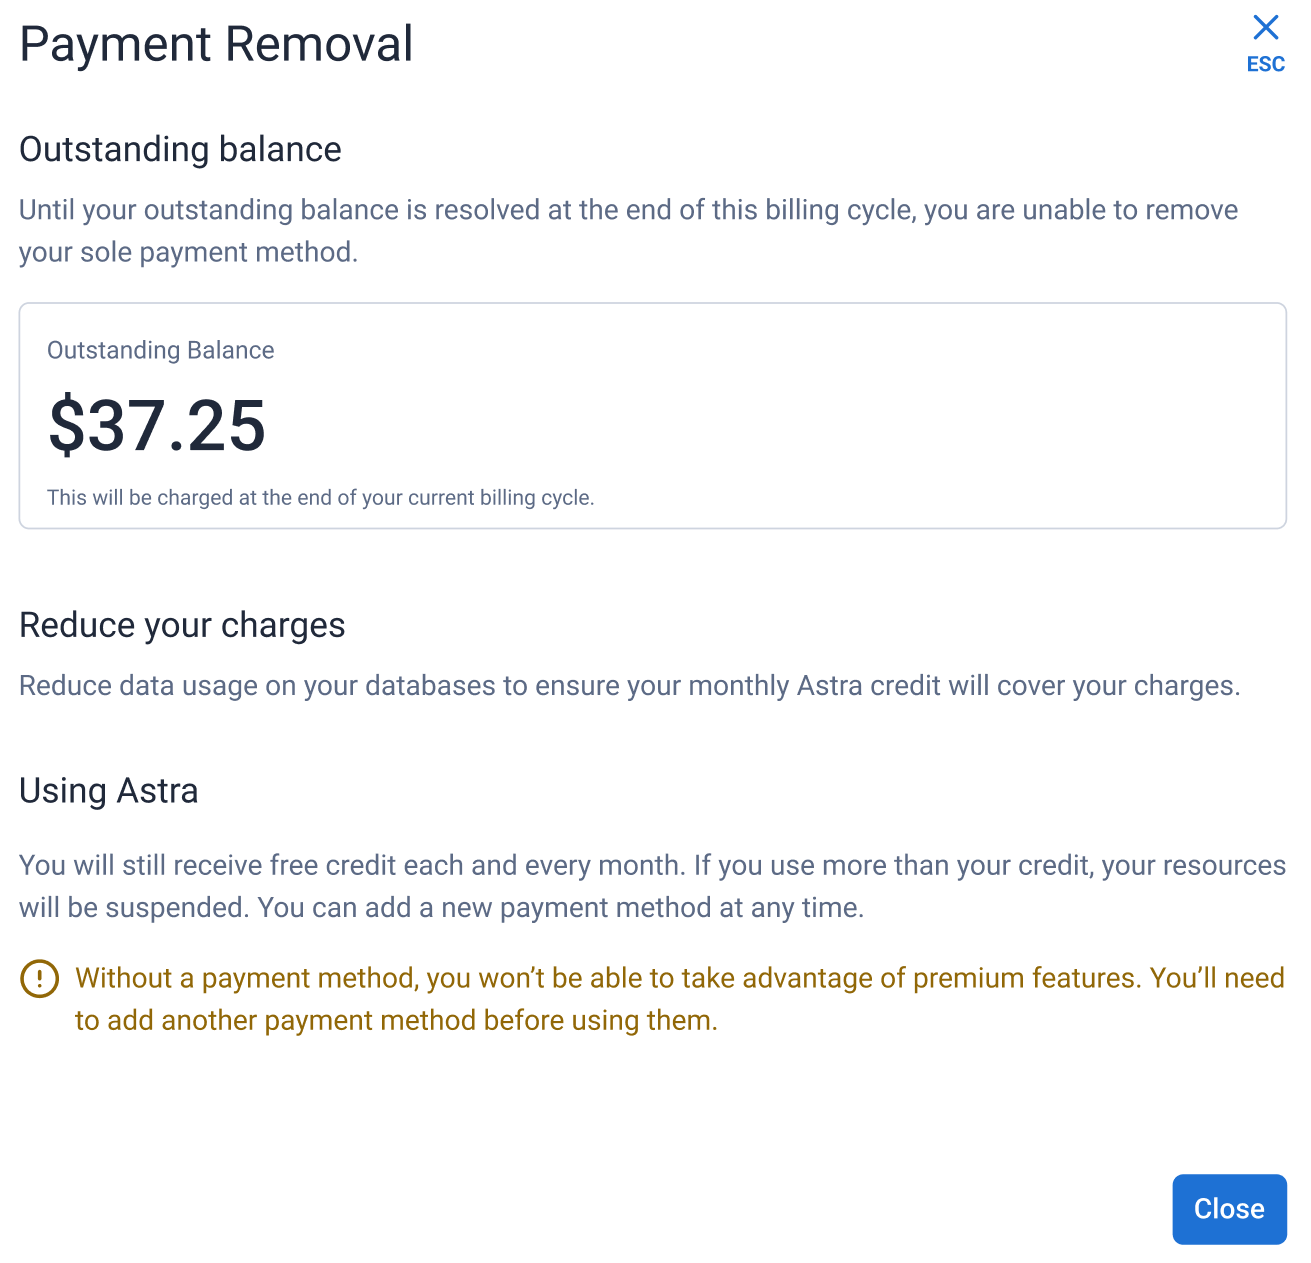 Payment Removal
ESC
Outstanding balance
Until your outstanding balance is resolved at the end of this billing cycle, you are unable to remove
your sole payment method.
Outstanding Balance
$37.25
This will be charged at the end of your current billing cycle.
Reduce your charges
Reduce data usage on your databases to ensure your monthly Astra credit will cover your charges.
Using Astra
You will still receive free credit each and every month. If you use more than your credit, your resources
will be suspended. You can add a new payment method at any time.
Without a payment method, you won’t be able to take advantage of premium features. You’ll need
to add another payment method before using them.
Close